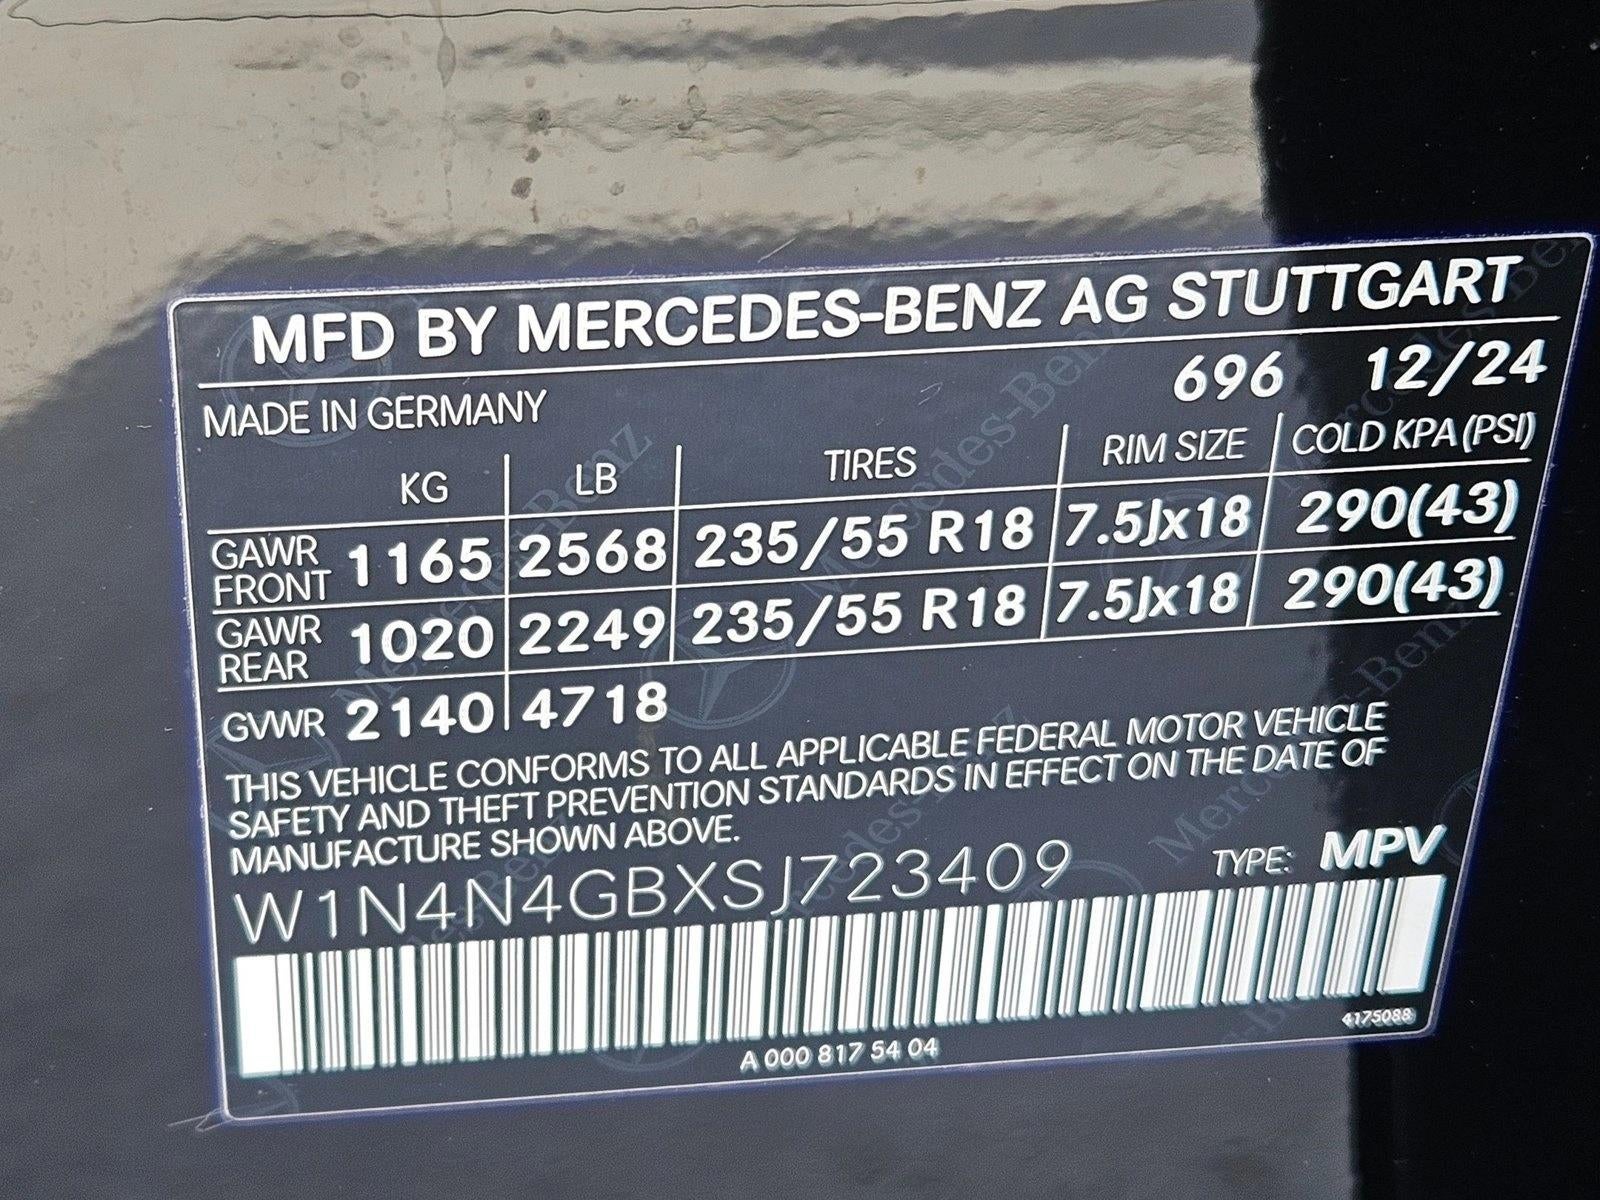 MFD BY MERCEDES-BENZ AG STUTTGART
MADE IN GERMANY 696 12/24
KG LB TIRES RIM SIZE COLD KPA (PSI)
GAWR FRONT 1165 2568 235/55 R18 7.5Jx18 290(43)
GAWR REAR 1020 2249 235/55 R18 7.5Jx18 290(43)
GVWR 2140 4718
THIS VEHICLE CONFORMS TO ALL APPLICABLE FEDERAL MOTOR VEHICLE
SAFETY AND THEFT PREVENTION STANDARDS IN EFFECT ON THE DATE OF
MANUFACTURE SHOWN ABOVE.
W1N4N4GBXSJ723409 TYPE: MPV
4175088
A 000 817 54 04